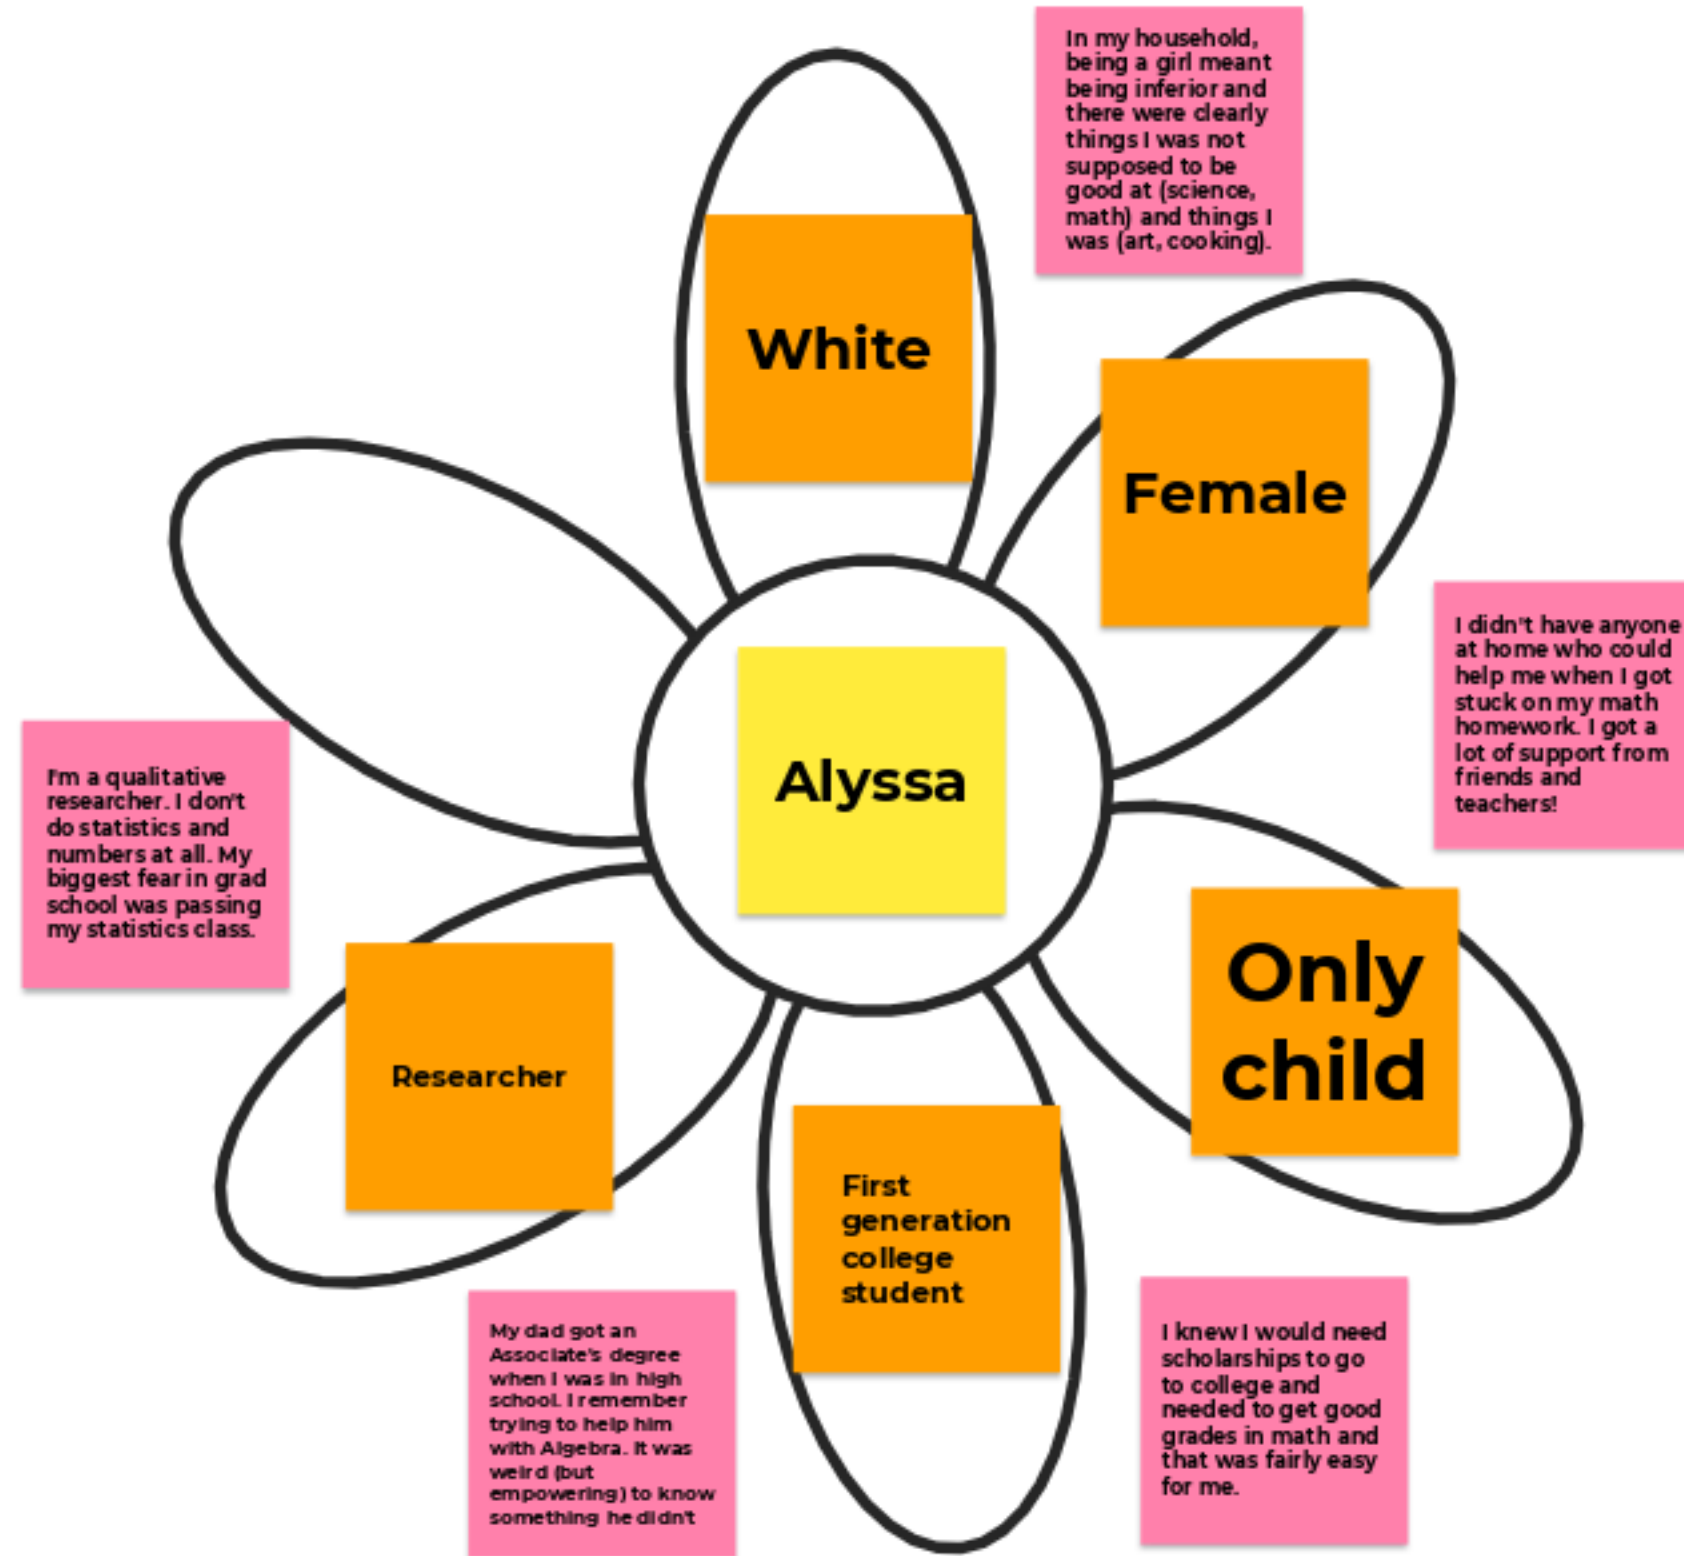 In my household,
being a girl meant
being inferior and
there were clearly
things I was not
supposed to be
good at (science,
math) and things I
was (art, cooking).
White
Female
I didn't have anyone
at home who could
help me when I got
stuck on my math
homework. I got a
lot of support from
friends and
teachers!
Alyssa
I'm a qualitative
researcher. I don't
do statistics and
numbers at all. My
biggest fear in grad
school was passing
my statistics class.
Only
child
Researcher
First
generation
college
student
My dad got an
Associate's degree
when I was in high
school. I remember
trying to help him
with Algebra. It was
weird (but
empowering) to know
something he didn't
I knew I would need
scholarships to go
to college and
needed to get good
grades in math and
that was fairly easy
for me.